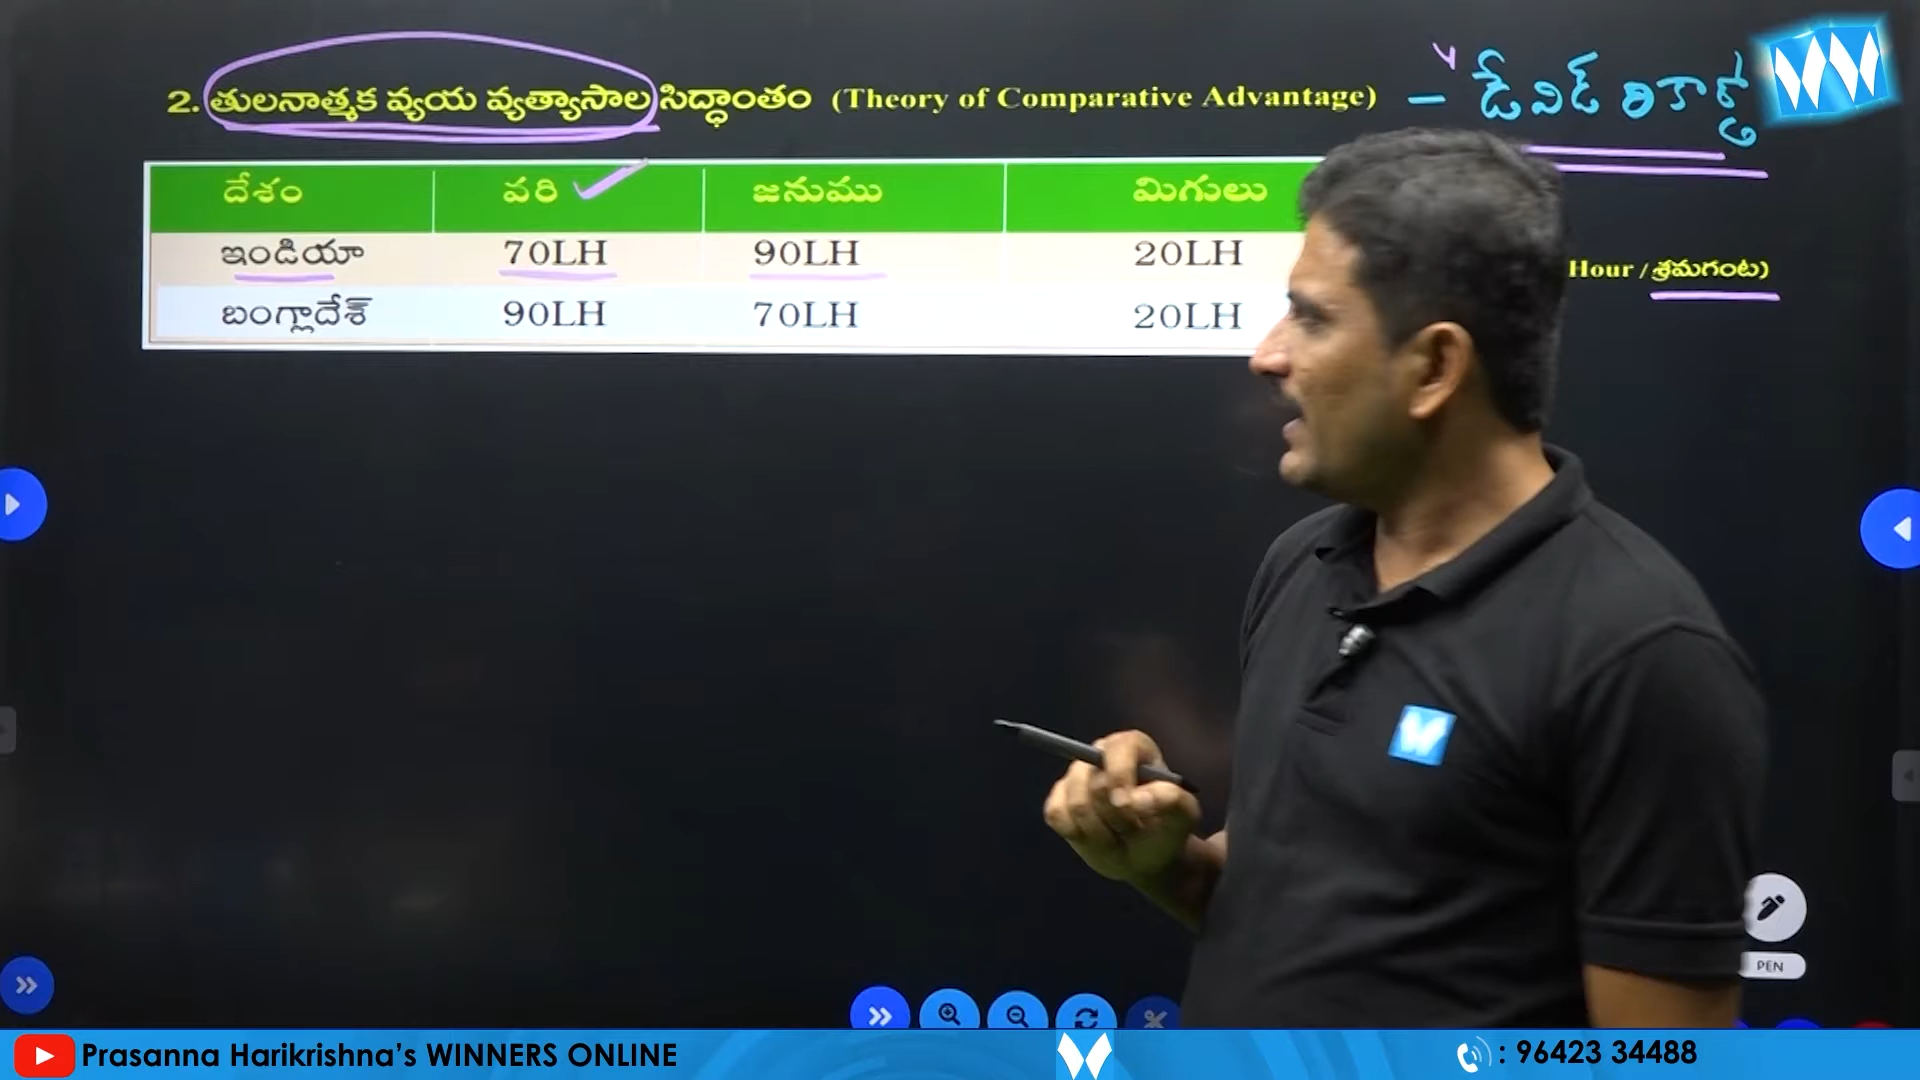 2. తులనాత్మక వ్యయ వ్యత్యాసాల సిద్ధాంతం (Theory of Comparative Advantage) - డేవిడ్ రికార్డో
దేశం వరి జనుము మిగులు
ఇండియా 70LH 90LH 20LH
Hour / శ్రమగంట)
బంగ్లాదేశ్ 90LH 70LH 20LH
PEN
Prasanna Harikrishna's WINNERS ONLINE
: 96423 34488